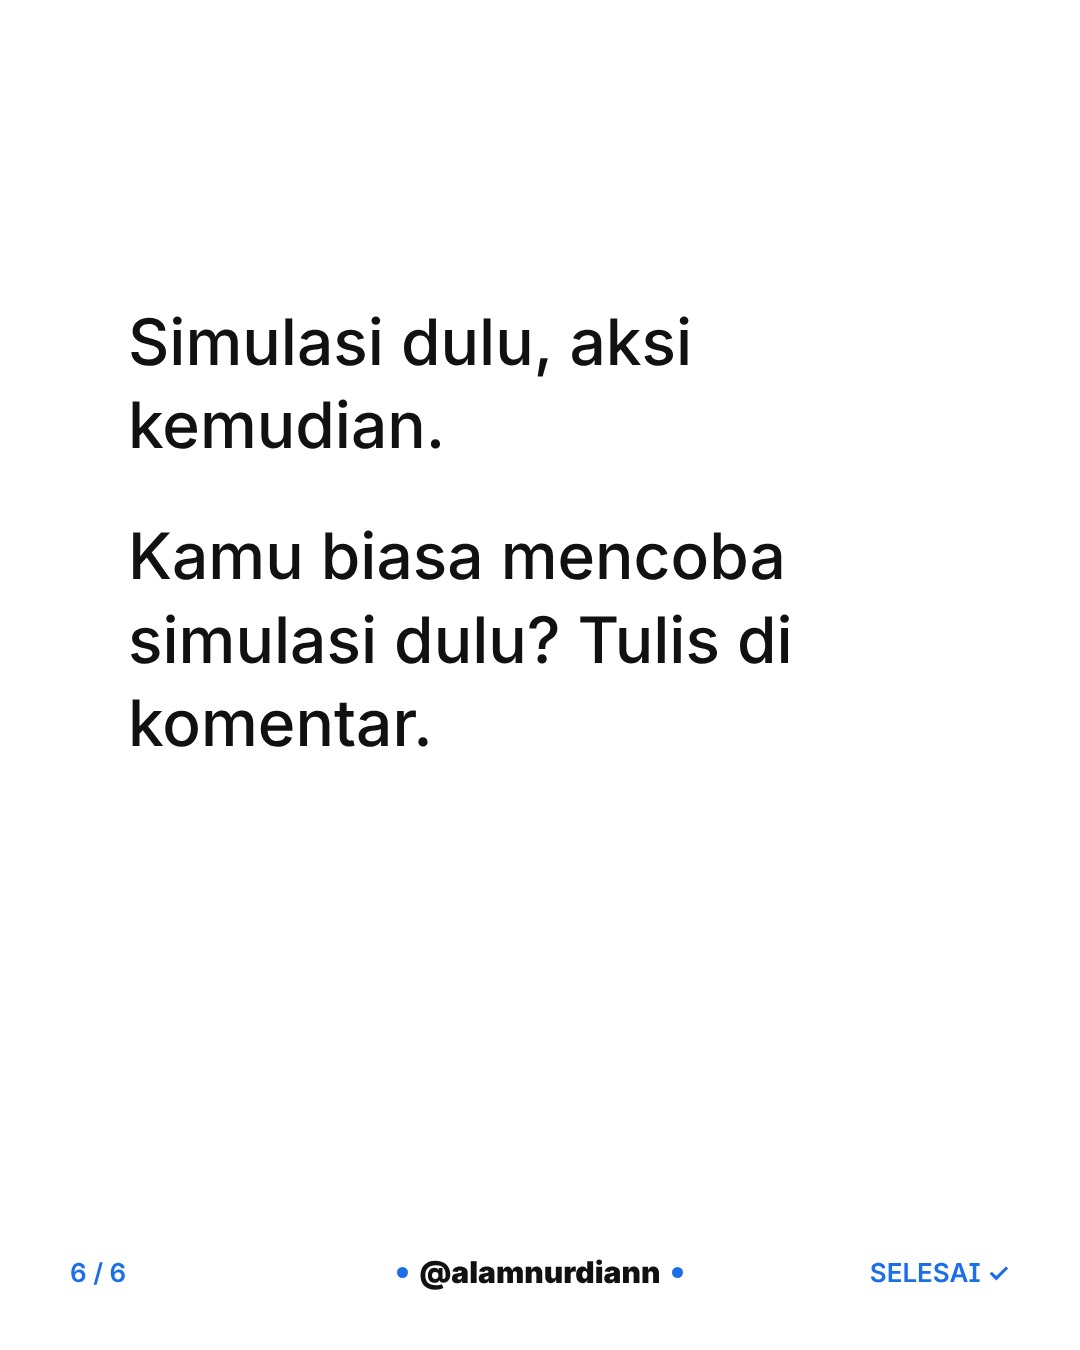 Simulasi dulu, aksi
kemudian.
Kamu biasa mencoba
simulasi dulu? Tulis di
komentar.
6 / 6
• @alamnurdiann •
SELESAI ✓